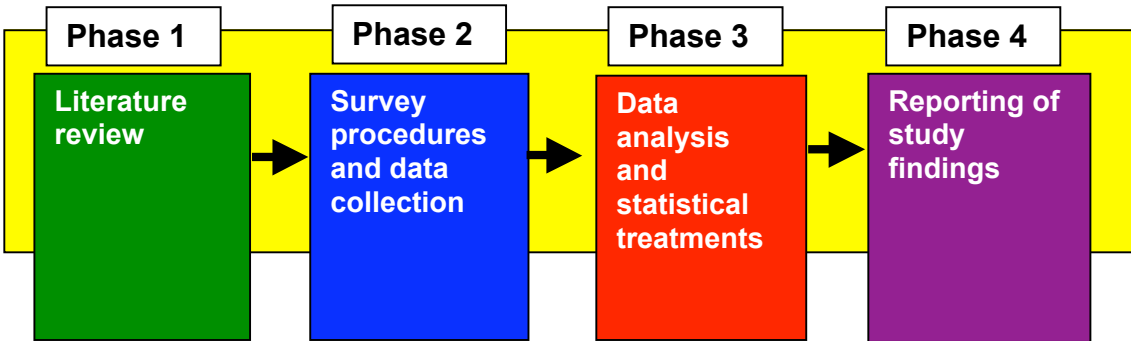 Phase 1
Literature
review
Phase 2
Survey
procedures
and data
collection
Phase 3
Data
analysis
and
statistical
treatments
Phase 4
Reporting of
study
findings